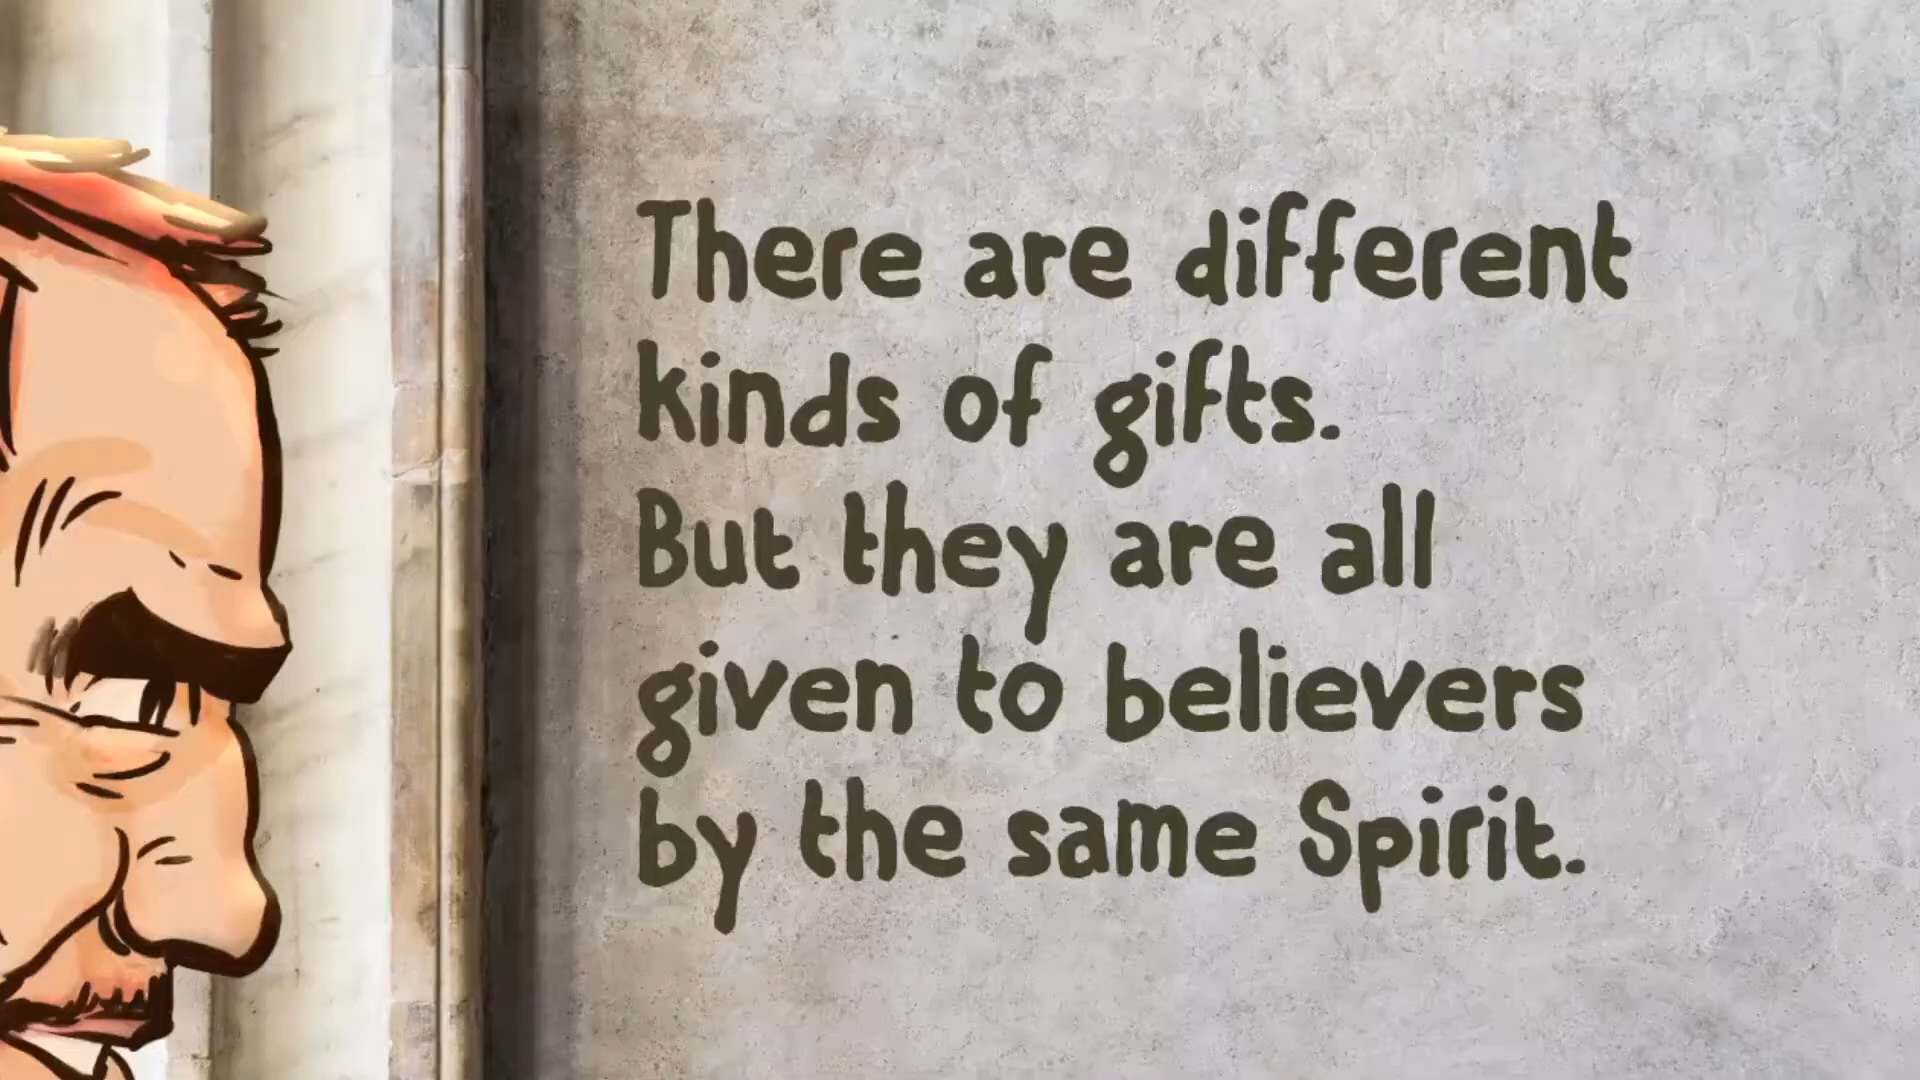 There are different
kinds of gifts.
But they are all
given to believers
by the same Spirit.